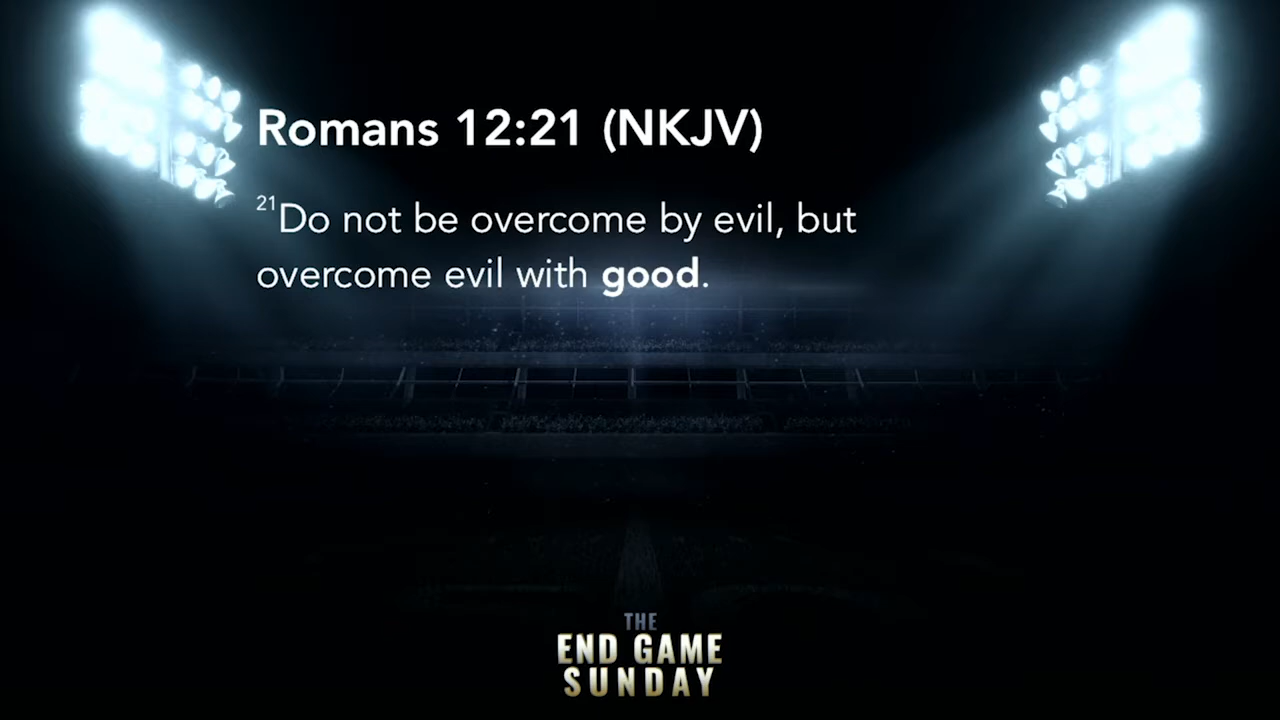 Romans 12:21 (NKJV)
21Do not be overcome by evil, but
overcome evil with good.
THE
END GAME
SUNDAY